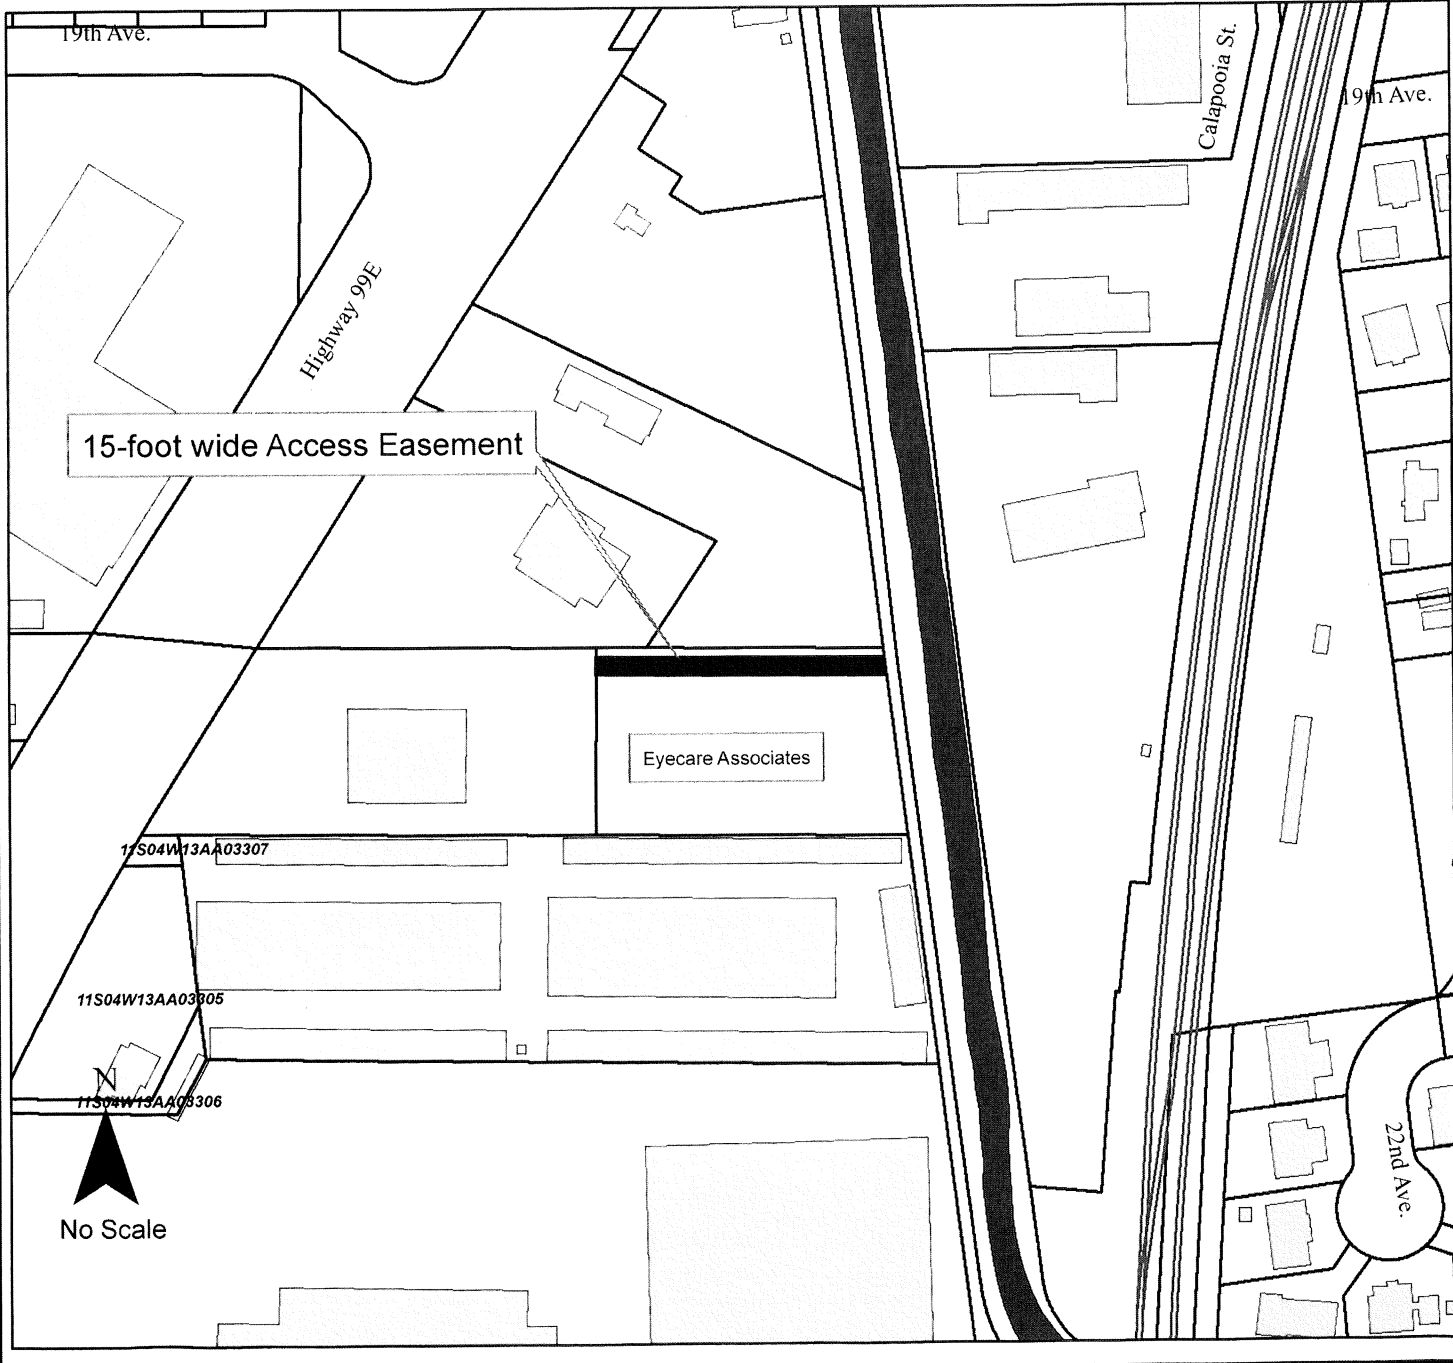 19th Ave.
Calapooia St.
19th Ave.
Highway 99E
15-foot wide Access Easement
Eyecare Associates
11S04W13AA03307
11S04W13AA03305
N
11S04W13AA03306
22nd Ave.
No Scale